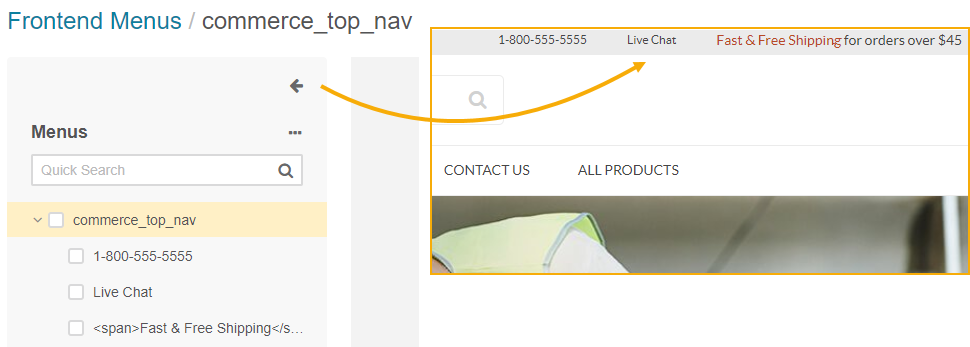 Frontend Menus / commerce_top_nav
1-800-555-5555 Live Chat Fast & Free Shipping for orders over $45
Menus
Quick Search
commerce_top_nav
1-800-555-5555
Live Chat
<span>Fast & Free Shipping</s...
CONTACT US ALL PRODUCTS